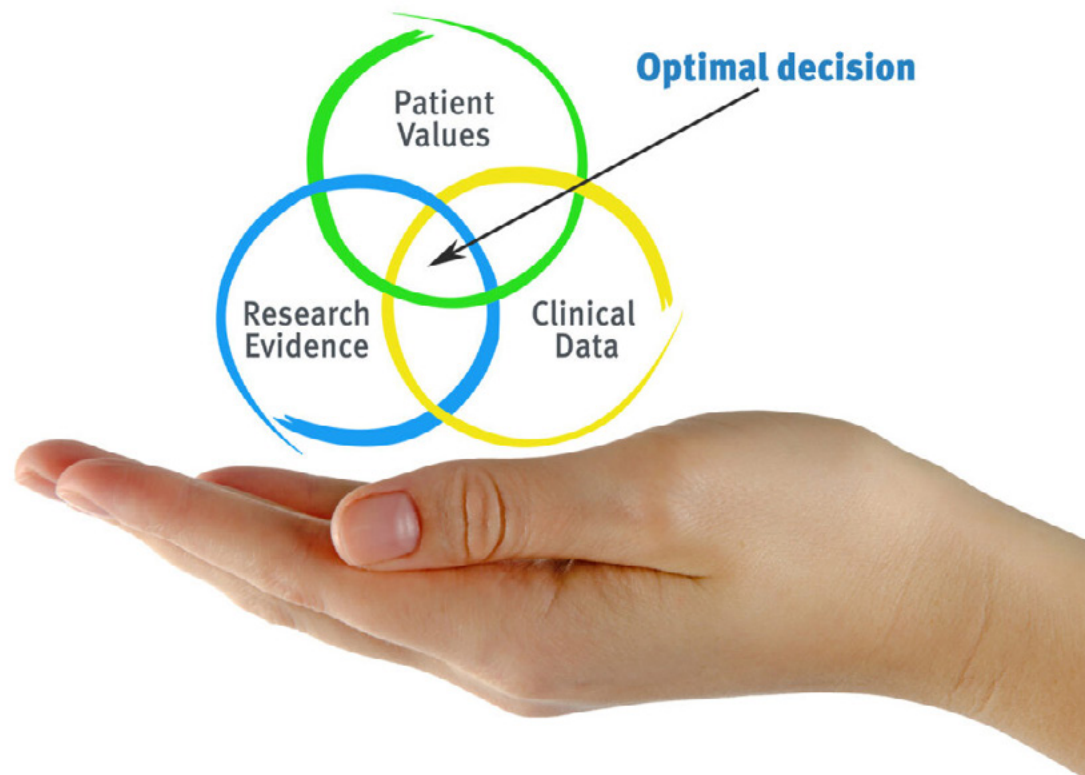 Optimal decision
Patient
Values
Research
Evidence
Clinical
Data